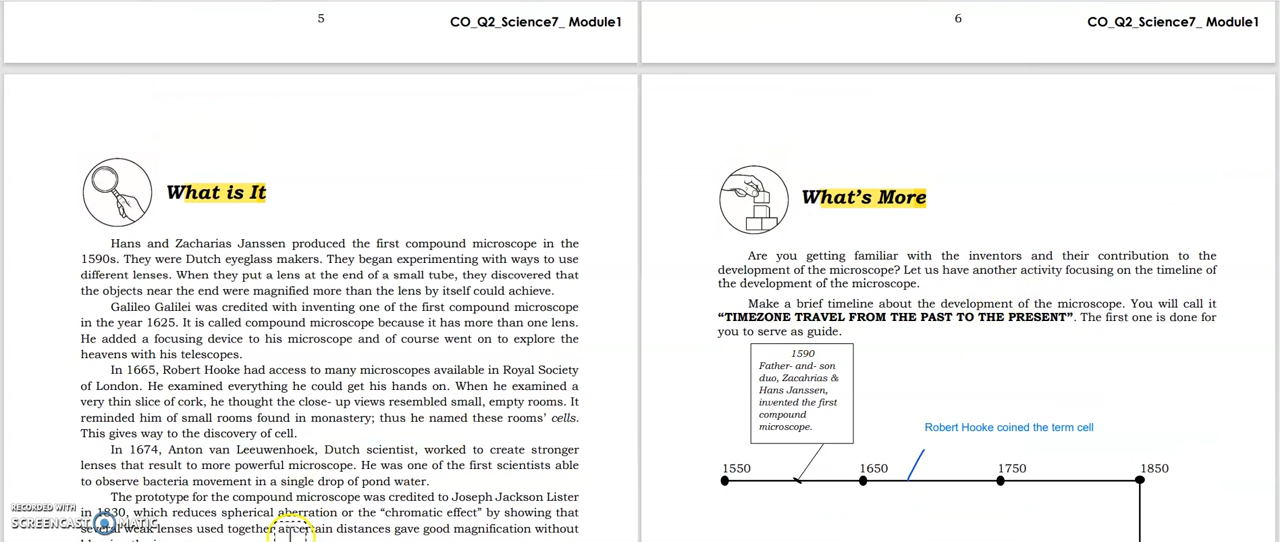 5
CO_Q2_Science7_ Module1
6
CO_Q2_Science7_ Module1
What is It
Hans and Zacharias Janssen produced the first compound microscope in the
1590s. They were Dutch eyeglass makers. They began experimenting with ways to use
different lenses. When they put a lens at the end of a small tube, they discovered that
the objects near the end were magnified more than the lens by itself could achieve.
Galileo Galilei was credited with inventing one of the first compound microscope
in the year 1625. It is called compound microscope because it has more than one lens.
He added a focusing device to his microscope and of course went on to explore the
heavens with his telescopes.
In 1665, Robert Hooke had access to many microscopes available in Royal Society
of London. He examined everything he could get his hands on. When he examined a
very thin slice of cork, he thought the close- up views resembled small, empty rooms. It
reminded him of small rooms found in monastery; thus he named these rooms’ cells.
This gives way to the discovery of cell.
In 1674, Anton van Leeuwenhoek, Dutch scientist, worked to create stronger
lenses that result to more powerful microscope. He was one of the first scientists able
to observe bacteria movement in a single drop of pond water.
The prototype for the compound microscope was credited to Joseph Jackson Lister
in 1830, which reduces spherical aberration or the “chromatic effect” by showing that
several weak lenses used together at certain distances gave good magnification without
What’s More
Are you getting familiar with the inventors and their contribution to the
development of the microscope? Let us have another activity focusing on the timeline of
the development of the microscope.
Make a brief timeline about the development of the microscope. You will call it
“TIMEZONE TRAVEL FROM THE PAST TO THE PRESENT”. The first one is done for
you to serve as guide.
1590
Father- and- son
duo, Zacahrias &
Hans Janssen,
invented the first
compound
microscope.
Robert Hooke coined the term cell
1550 1650 1750 1850
RECORDED WITH
SCREENCAST MATIC